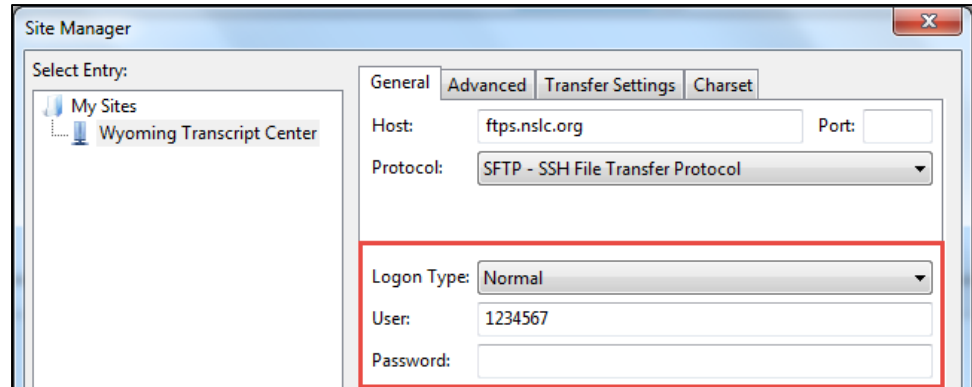 Site Manager
x
Select Entry:
My Sites
Wyoming Transcript Center
General Advanced Transfer Settings Charset
Host: ftps.nslc.org Port:
Protocol: SFTP - SSH File Transfer Protocol
Logon Type: Normal
User: 1234567
Password: